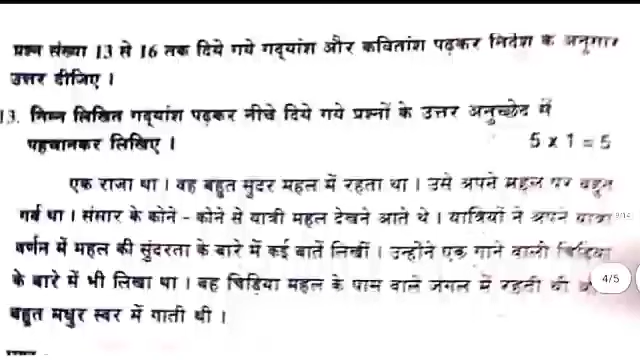 प्रश्न संख्या 13 से 16 तक दिये गये गद्यांश और कवितांश पढ़कर निर्देश के अनुसार
उत्तर दीजिए ।
13. निम्न लिखित गद्यांश पढ़कर नीचे दिये गये प्रश्नों के उत्तर अनुच्छेद में
पहचानकर लिखिए । 5 x 1 = 5
एक राजा था । वह बहुत सुदर महल में रहता था । उसे अपने महल पर बहुत
गर्व था । संसार के कोने - कोने से यात्री महल देखने आते थे । यात्रियों ने अपने यात्रा
वर्णन में महल की सुंदरता के बारे में कई बातें लिखीं । उन्होंने एक गाने वाली चिड़िया
के बारे में भी लिखा था । वह चिडिया महल के पास वाले जंगल में रहती थी
4/5
बहुत मधुर स्वर में गाती थी ।